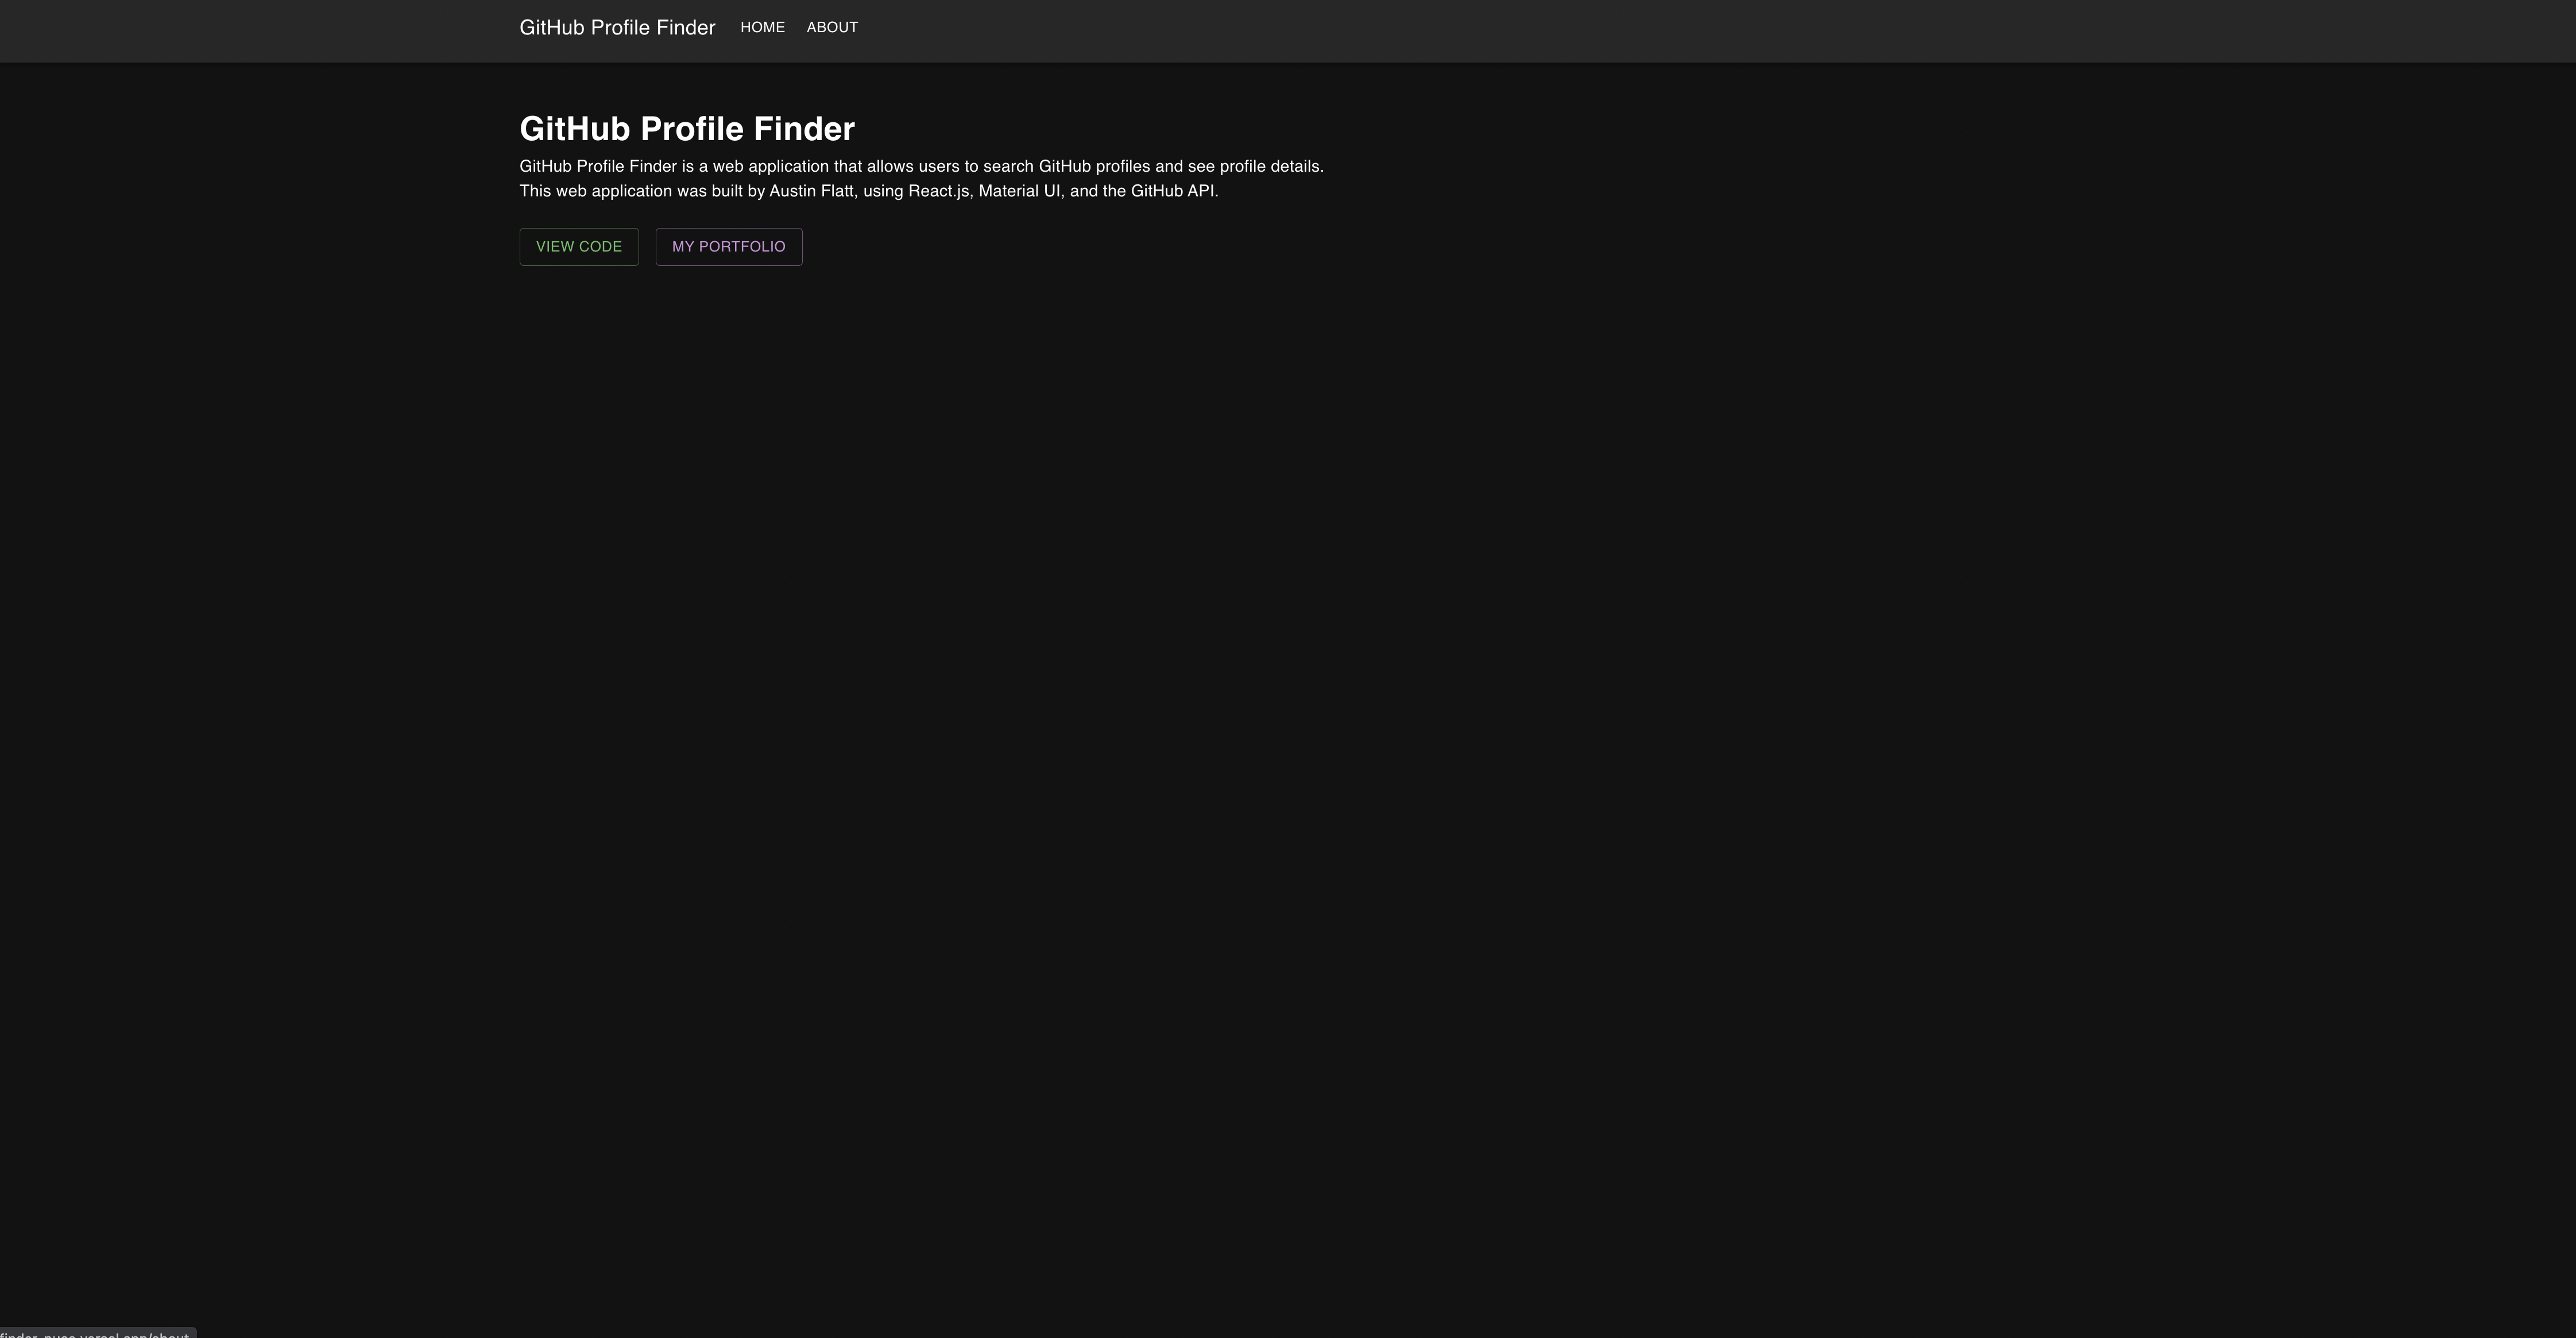 GitHub Profile Finder HOME ABOUT
GitHub Profile Finder
GitHub Profile Finder is a web application that allows users to search GitHub profiles and see profile details.
This web application was built by Austin Flatt, using React.js, Material UI, and the GitHub API.
VIEW CODE MY PORTFOLIO